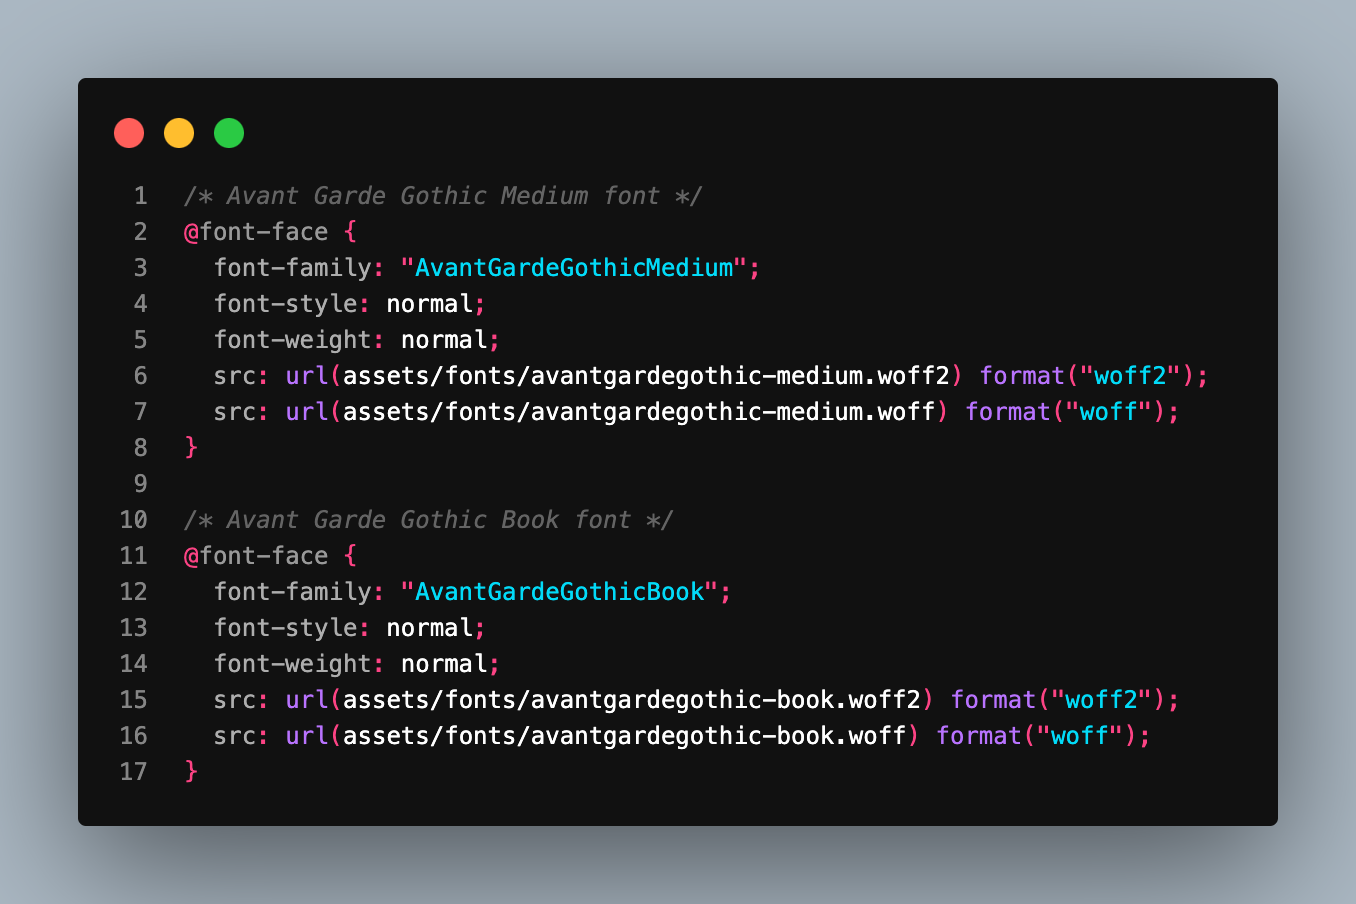 1 /* Avant Garde Gothic Medium font */
2 @font-face {
3   font-family: "AvantGardeGothicMedium";
4   font-style: normal;
5   font-weight: normal;
6   src: url(assets/fonts/avantgardegothic-medium.woff2) format("woff2");
7   src: url(assets/fonts/avantgardegothic-medium.woff) format("woff");
8 }
9
10 /* Avant Garde Gothic Book font */
11 @font-face {
12   font-family: "AvantGardeGothicBook";
13   font-style: normal;
14   font-weight: normal;
15   src: url(assets/fonts/avantgardegothic-book.woff2) format("woff2");
16   src: url(assets/fonts/avantgardegothic-book.woff) format("woff");
17 }